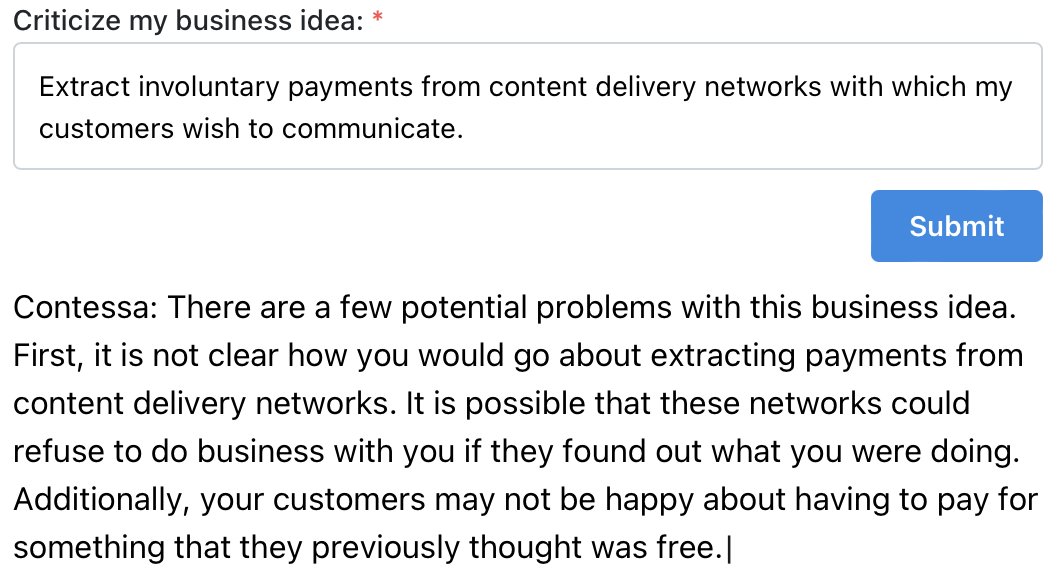 Criticize my business idea: *
Extract involuntary payments from content delivery networks with which my
customers wish to communicate.
Submit
Contessa: There are a few potential problems with this business idea.
First, it is not clear how you would go about extracting payments from
content delivery networks. It is possible that these networks could
refuse to do business with you if they found out what you were doing.
Additionally, your customers may not be happy about having to pay for
something that they previously thought was free.|